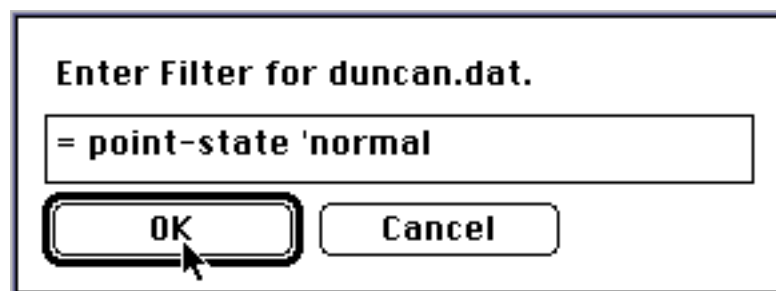 Enter Filter for duncan.dat.
= point-state 'normal
OK Cancel